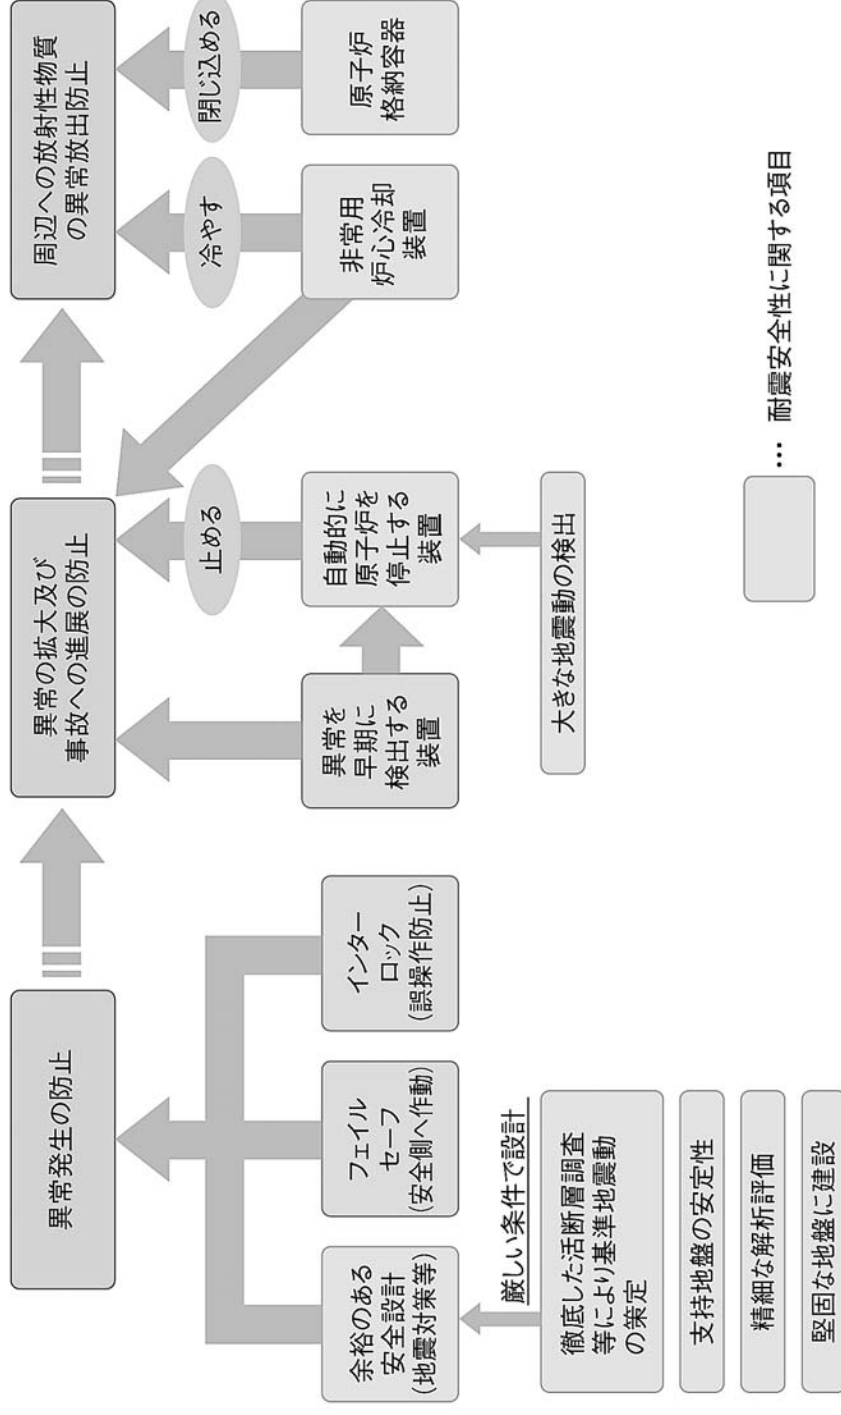 異常発生の防止
異常の拡大及び
事故への進展の防止
周辺への放射性物質
の異常放出防止
止める
冷やす
閉じ込める
余裕のある
安全設計
(地震対策等)
フェイル
セーフ
(安全側へ作動)
インター
ロック
(誤操作防止)
異常を
早期に
検出する
装置
自動的に
原子炉を
停止する
装置
非常用
炉心冷却
装置
原子炉
格納容器
厳しい条件で設計
徹底した活断層調査
等により基準地震動
の策定
支持地盤の安定性
精細な解析評価
堅固な地盤に建設
大きな地震動の検出
… 耐震安全性に関する項目